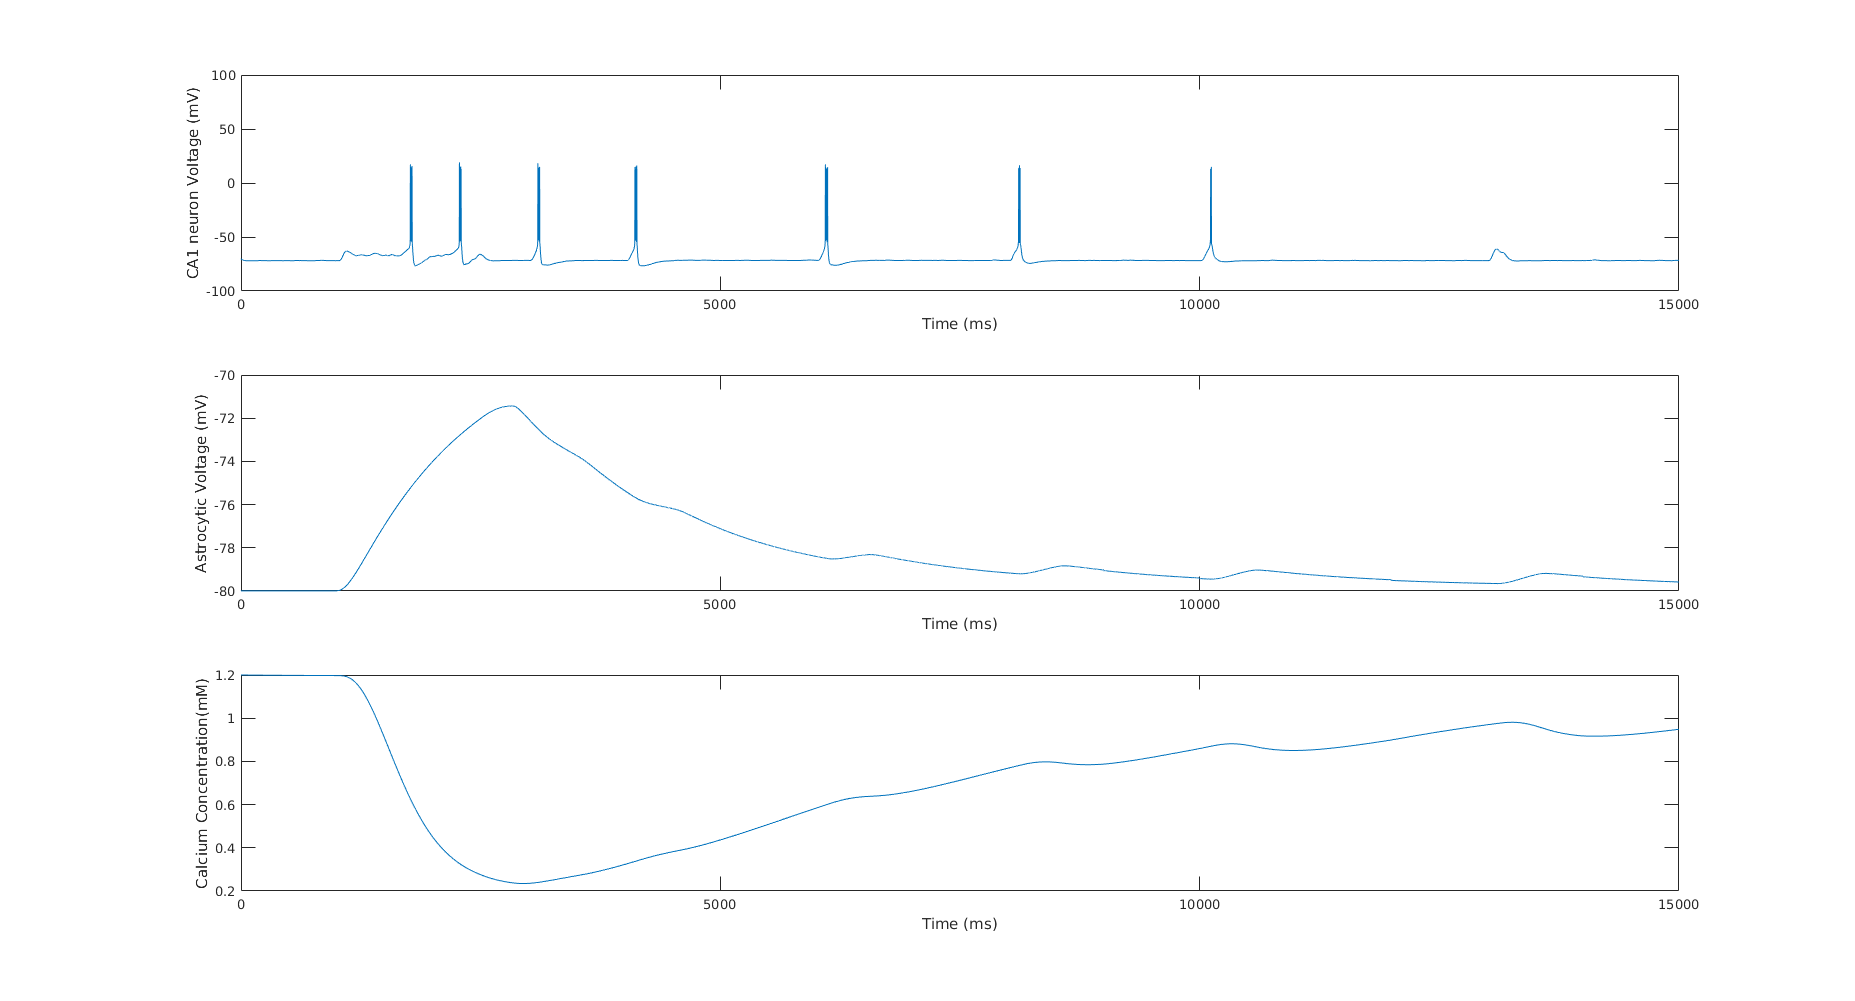 CA1 neuron Voltage (mV)
100
50
0
-50
-100
0 5000 10000 15000
Time (ms)
Astrocytic Voltage (mV)
-70
-72
-74
-76
-78
-80
0 5000 10000 15000
Time (ms)
Calcium Concentration(mM)
1.2
1
0.8
0.6
0.4
0.2
0 5000 10000 15000
Time (ms)